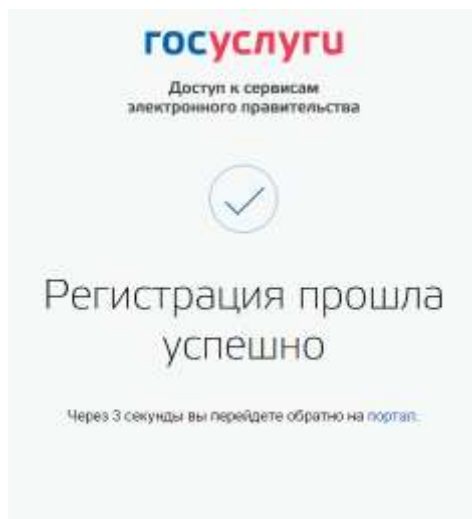 госуслуги
Доступ к сервисам
электронного правительства
Регистрация прошла
успешно
Через 3 секунды вы перейдете обратно на портал.